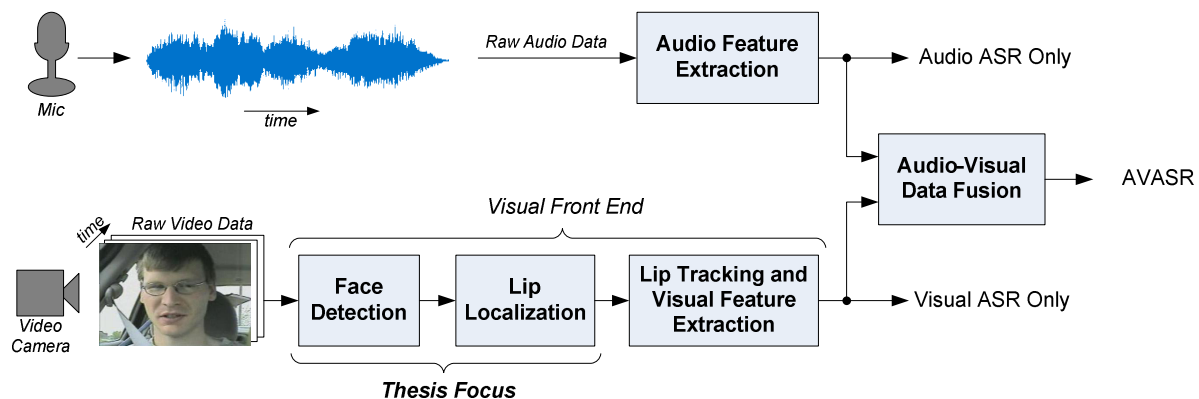 Mic
time
Raw Audio Data
Audio Feature
Extraction
Audio ASR Only
Audio-Visual
Data Fusion
AVASR
Visual Front End
time
Raw Video Data
Video
Camera
Face
Detection
Lip
Localization
Lip Tracking and
Visual Feature
Extraction
Visual ASR Only
Thesis Focus